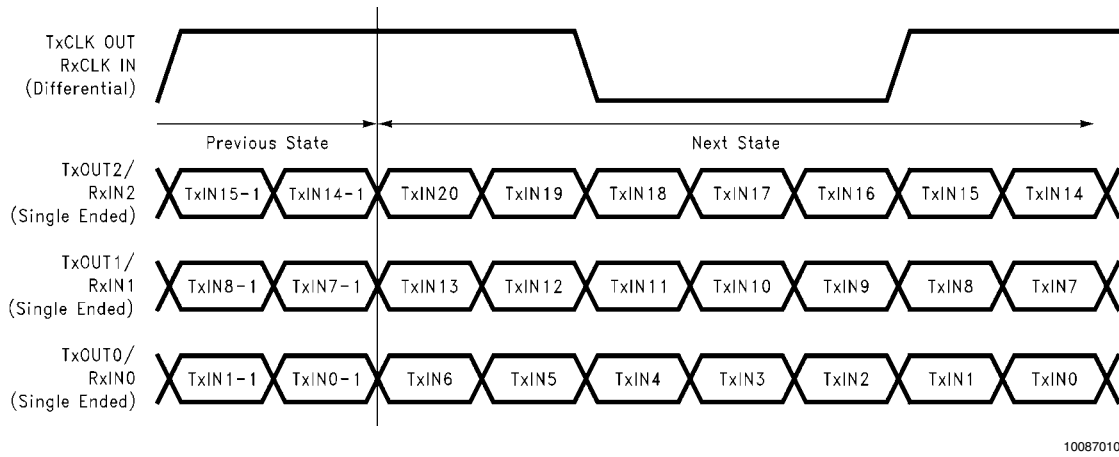 TxCLK OUT
RxCLK IN
(Differential)
Previous State
Next State
TxOUT2/
RxIN2
(Single Ended)
TxIN15-1 TxIN14-1 TxIN20 TxIN19 TxIN18 TxIN17 TxIN16 TxIN15 TxIN14
TxOUT1/
RxIN1
(Single Ended)
TxIN8-1 TxIN7-1 TxIN13 TxIN12 TxIN11 TxIN10 TxIN9 TxIN8 TxIN7
TxOUT0/
RxIN0
(Single Ended)
TxIN1-1 TxIN0-1 TxIN6 TxIN5 TxIN4 TxIN3 TxIN2 TxIN1 TxIN0
10087010